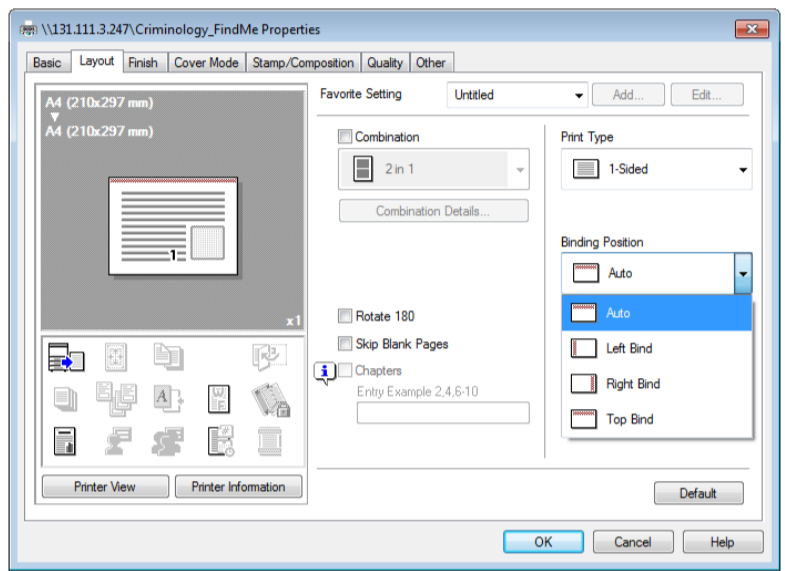 \\131.111.3.247\Criminology_FindMe Properties
Basic Layout Finish Cover Mode Stamp/Composition Quality Other
A4 (210x297 mm)
A4 (210x297 mm)
1
x1
Printer View Printer Information
Favorite Setting Untitled Add... Edit...
Combination
2 in 1
Combination Details...
Rotate 180
Skip Blank Pages
Chapters
Entry Example 2,4,6-10
Print Type
1-Sided
Binding Position
Auto
Auto
Left Bind
Right Bind
Top Bind
Default
OK Cancel Help